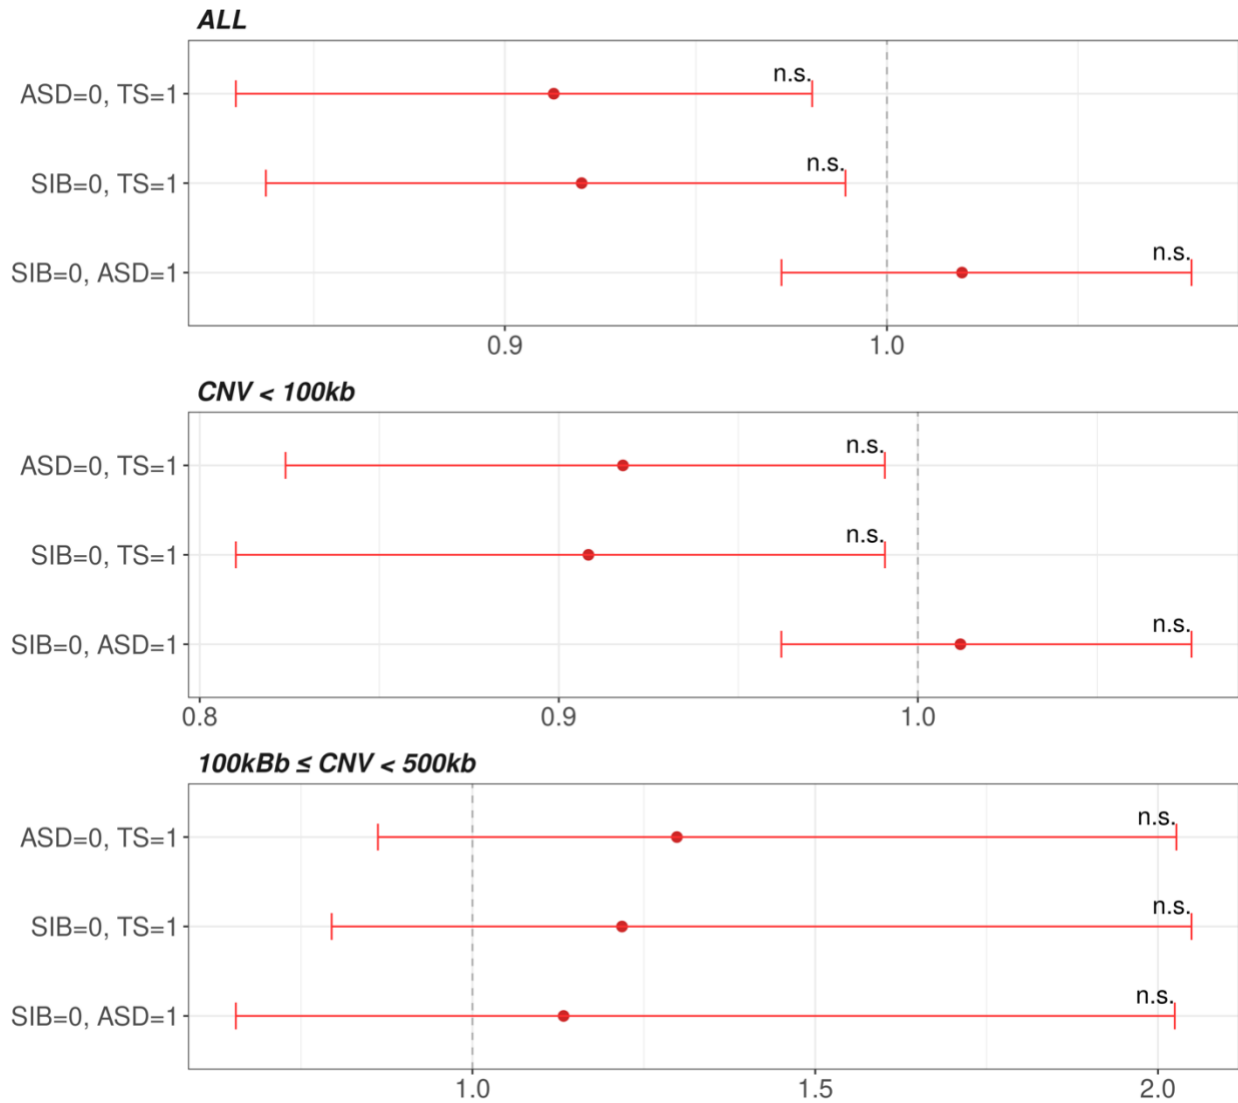 ALL
ASD=0, TS=1
n.s.
SIB=0, TS=1
n.s.
SIB=0, ASD=1
n.s.
0.9 1.0
CNV < 100kb
ASD=0, TS=1
n.s.
SIB=0, TS=1
n.s.
SIB=0, ASD=1
n.s.
0.8 0.9 1.0
100kBb ≤ CNV < 500kb
ASD=0, TS=1
n.s.
SIB=0, TS=1
n.s.
SIB=0, ASD=1
n.s.
1.0 1.5 2.0